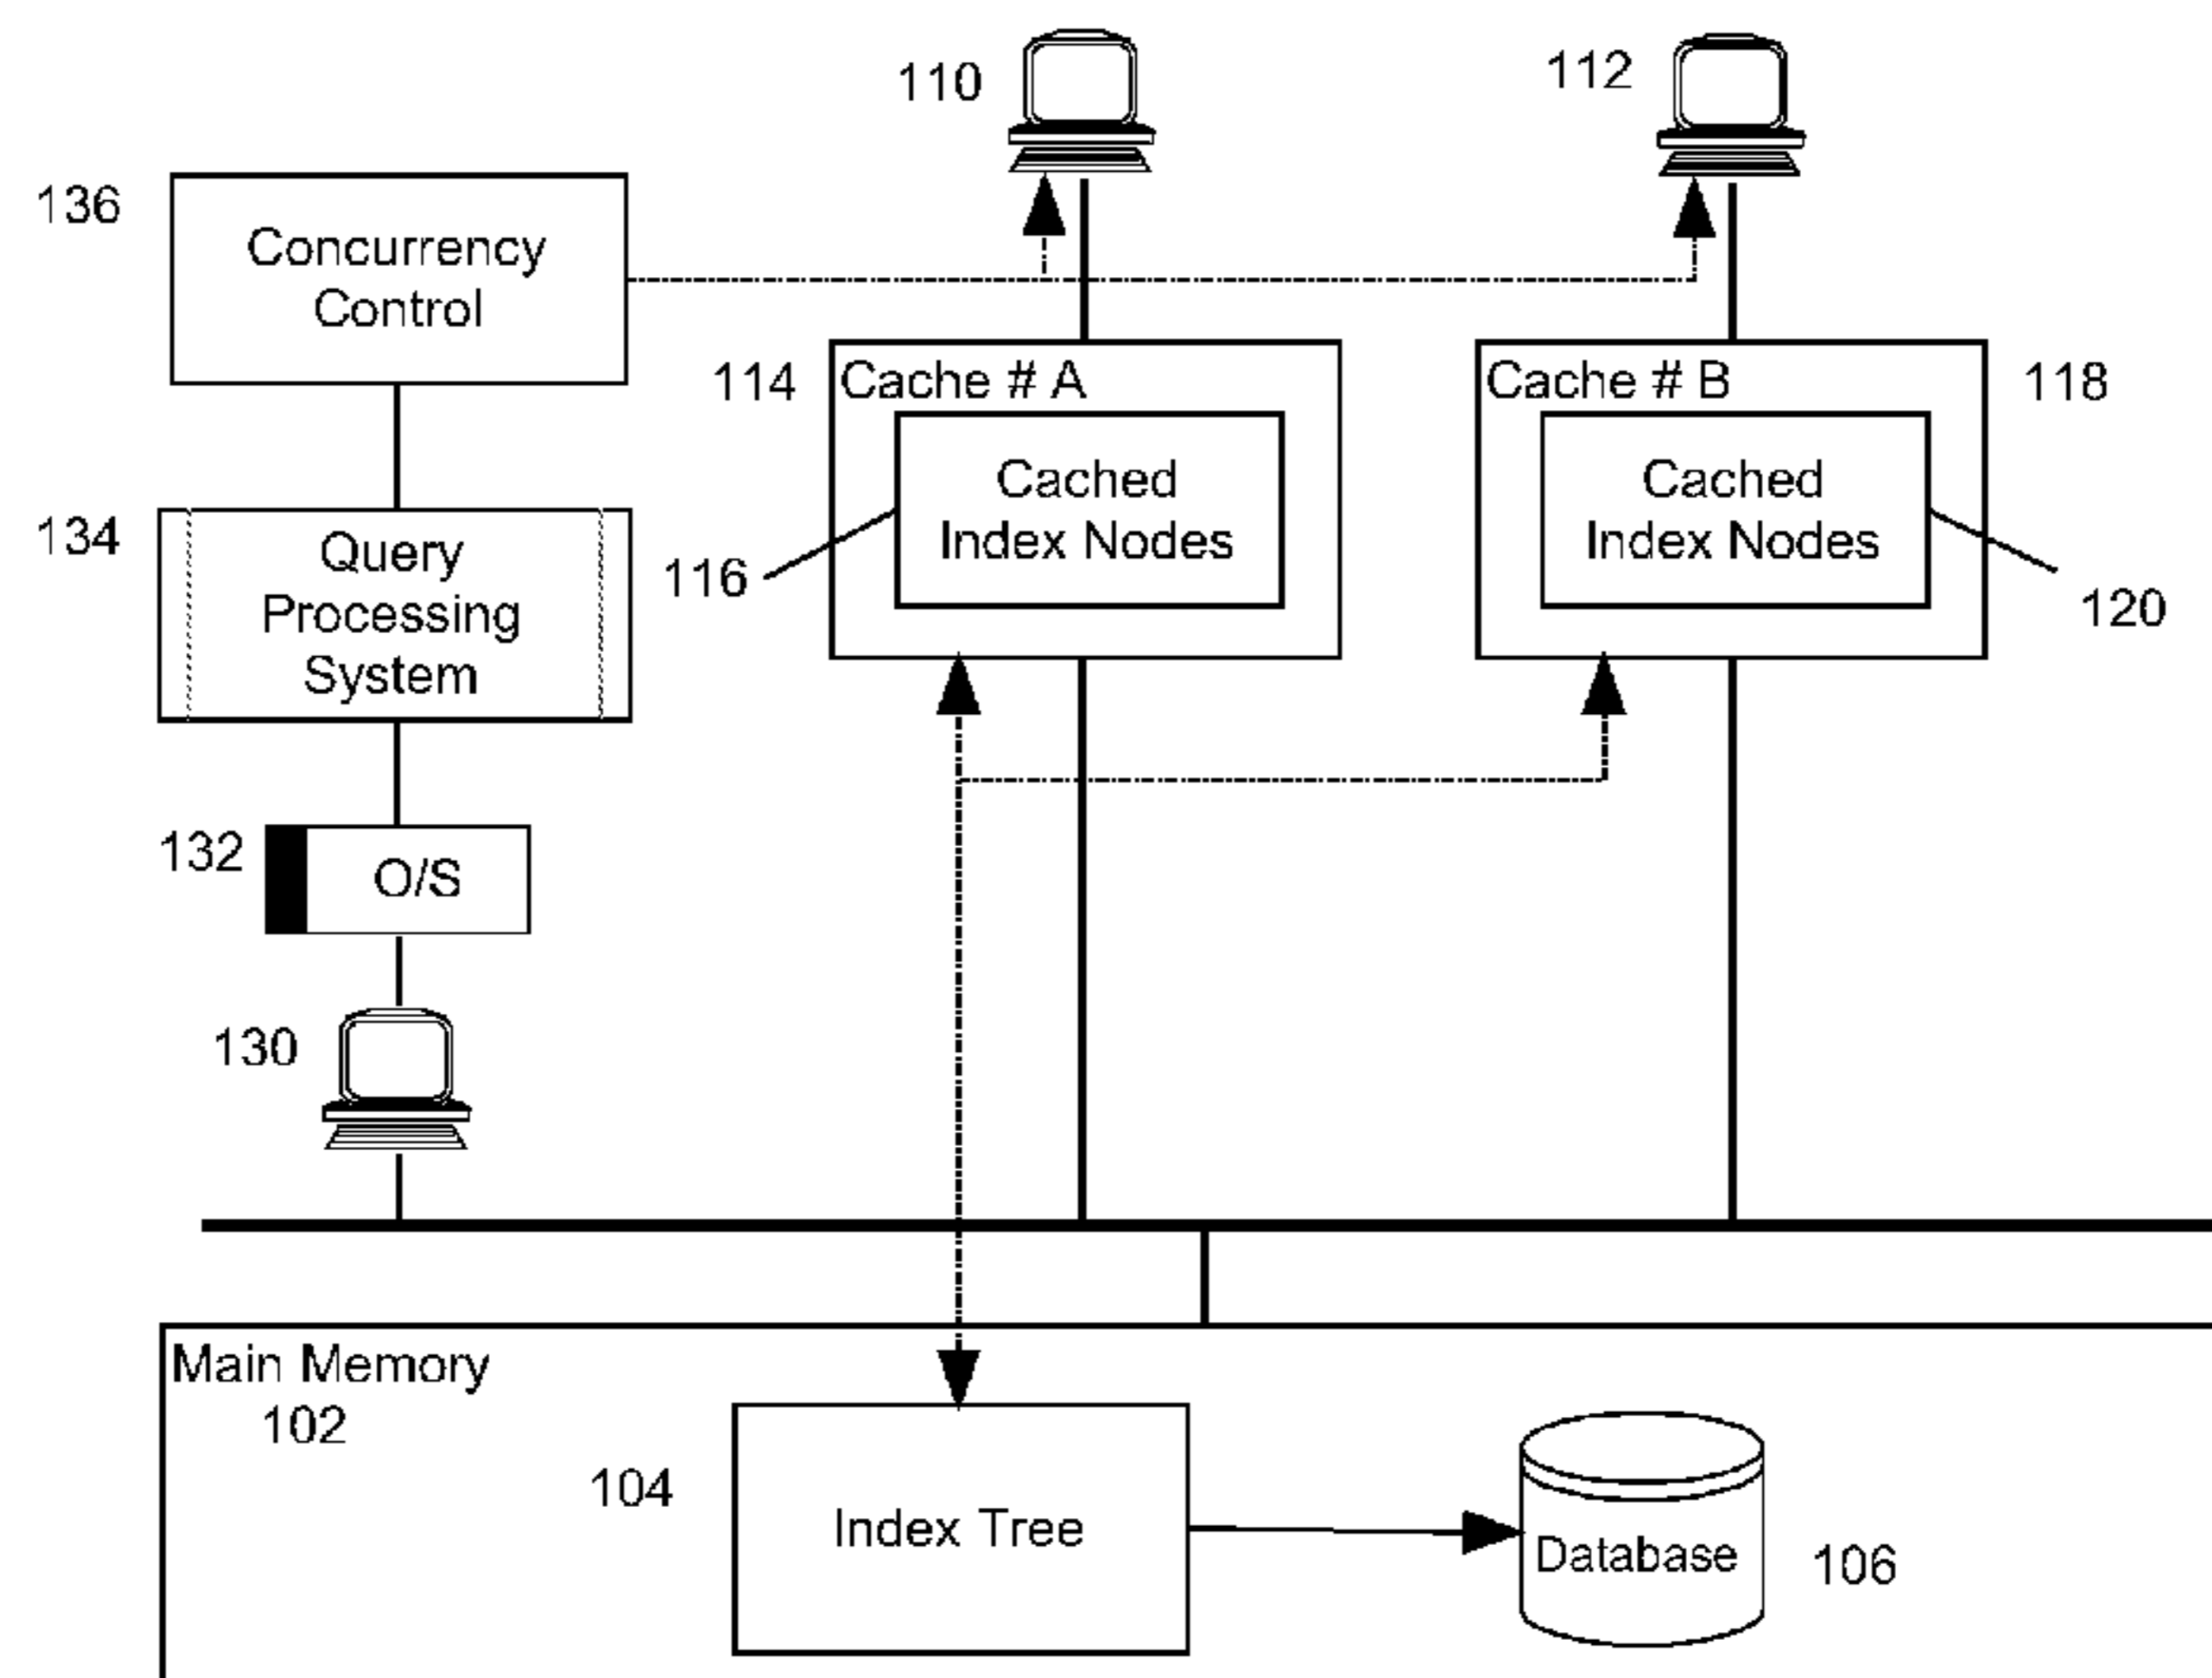 110
112
136
Concurrency
Control
114
Cache # A
Cache # B
118
Cached
Index Nodes
Cached
Index Nodes
134
Query
Processing
System
116
120
132
O/S
130
Main Memory
102
104
Index Tree
Database
106